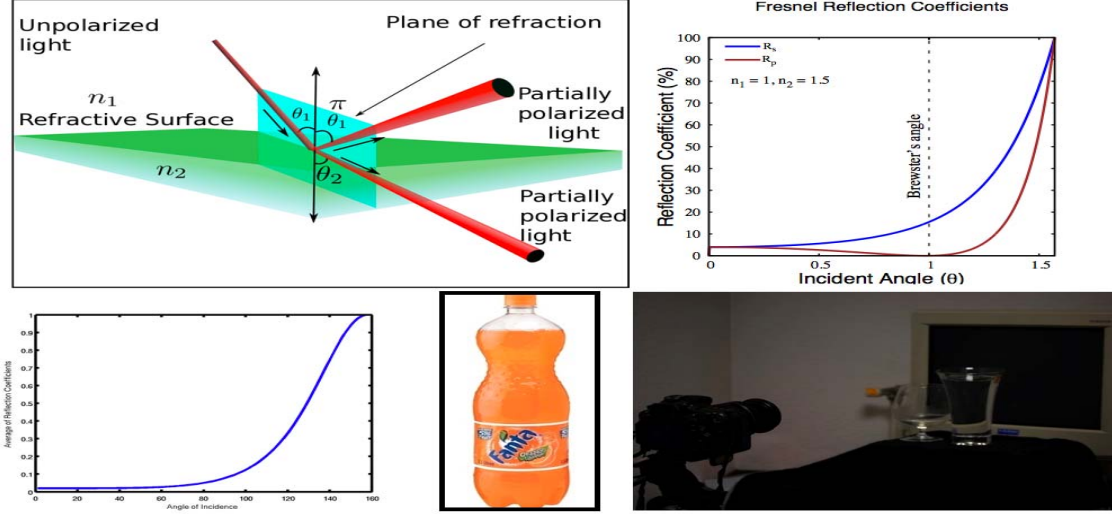 Unpolarized
light
Plane of refraction
n₁
Refractive Surface
θ₁
π
θ₁
Partially
polarized
light
n₂
θ₂
Partially
polarized
light
Fresnel Reflection Coefficients
Reflection Coefficient (%)
100
90
80
70
60
50
40
30
20
10
0
R_s
R_p
n₁ = 1, n₂ = 1.5
Brewster's angle
0
0.5
1
1.5
Incident Angle (θ)
Average of Reflection Coefficients
1
0.9
0.8
0.7
0.6
0.5
0.4
0.3
0.2
0.1
0
0
20
40
60
80
100
120
140
160
Angle of Incidence
Fanta